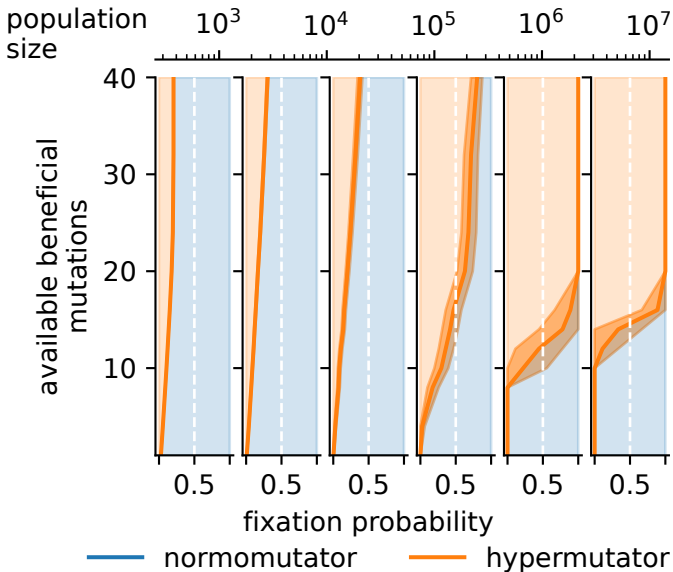 population
size
10³ 10⁴ 10⁵ 10⁶ 10⁷
40
30
20
10
available beneficial
mutations
0.5 0.5 0.5 0.5 0.5 0.5
fixation probability
normomutator hypermutator